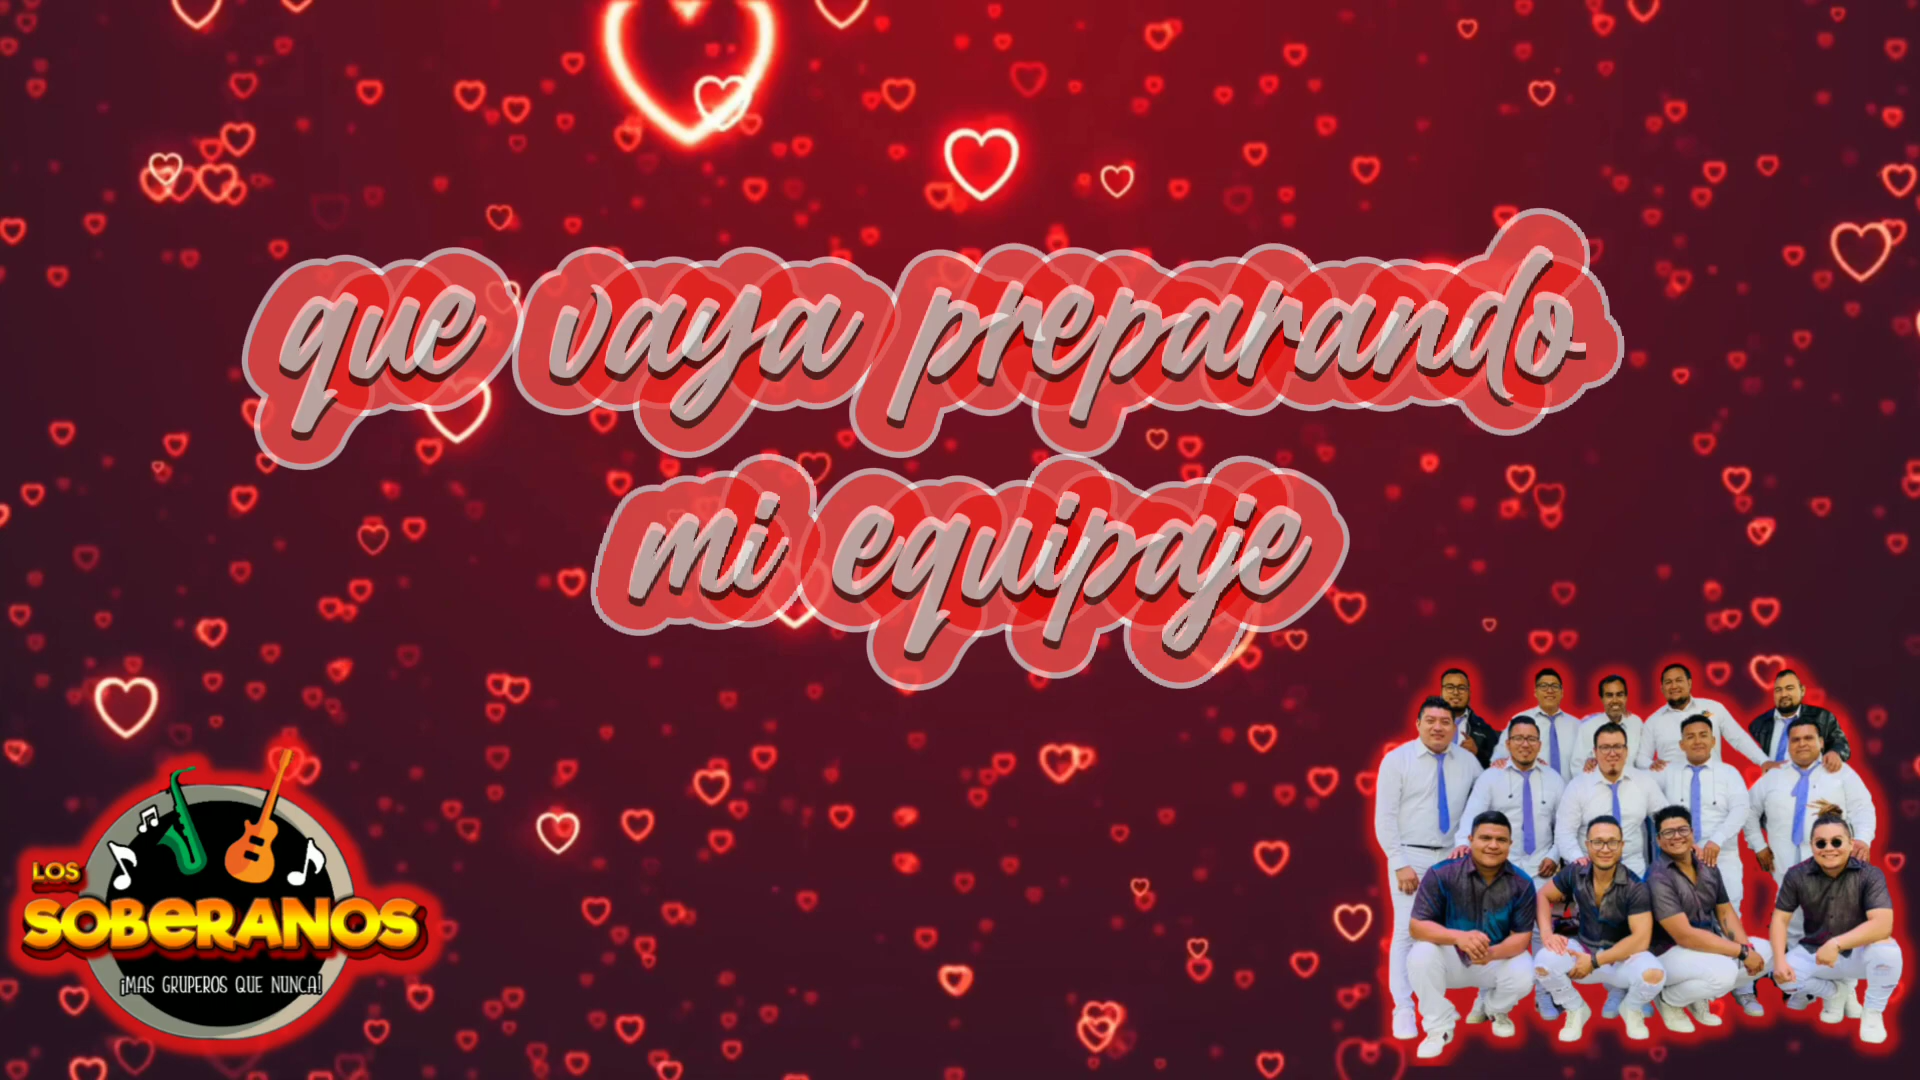 que vaya preparando
mi equipaje
LOS
SOBERANOS
¡MAS GRUPEROS QUE NUNCA!